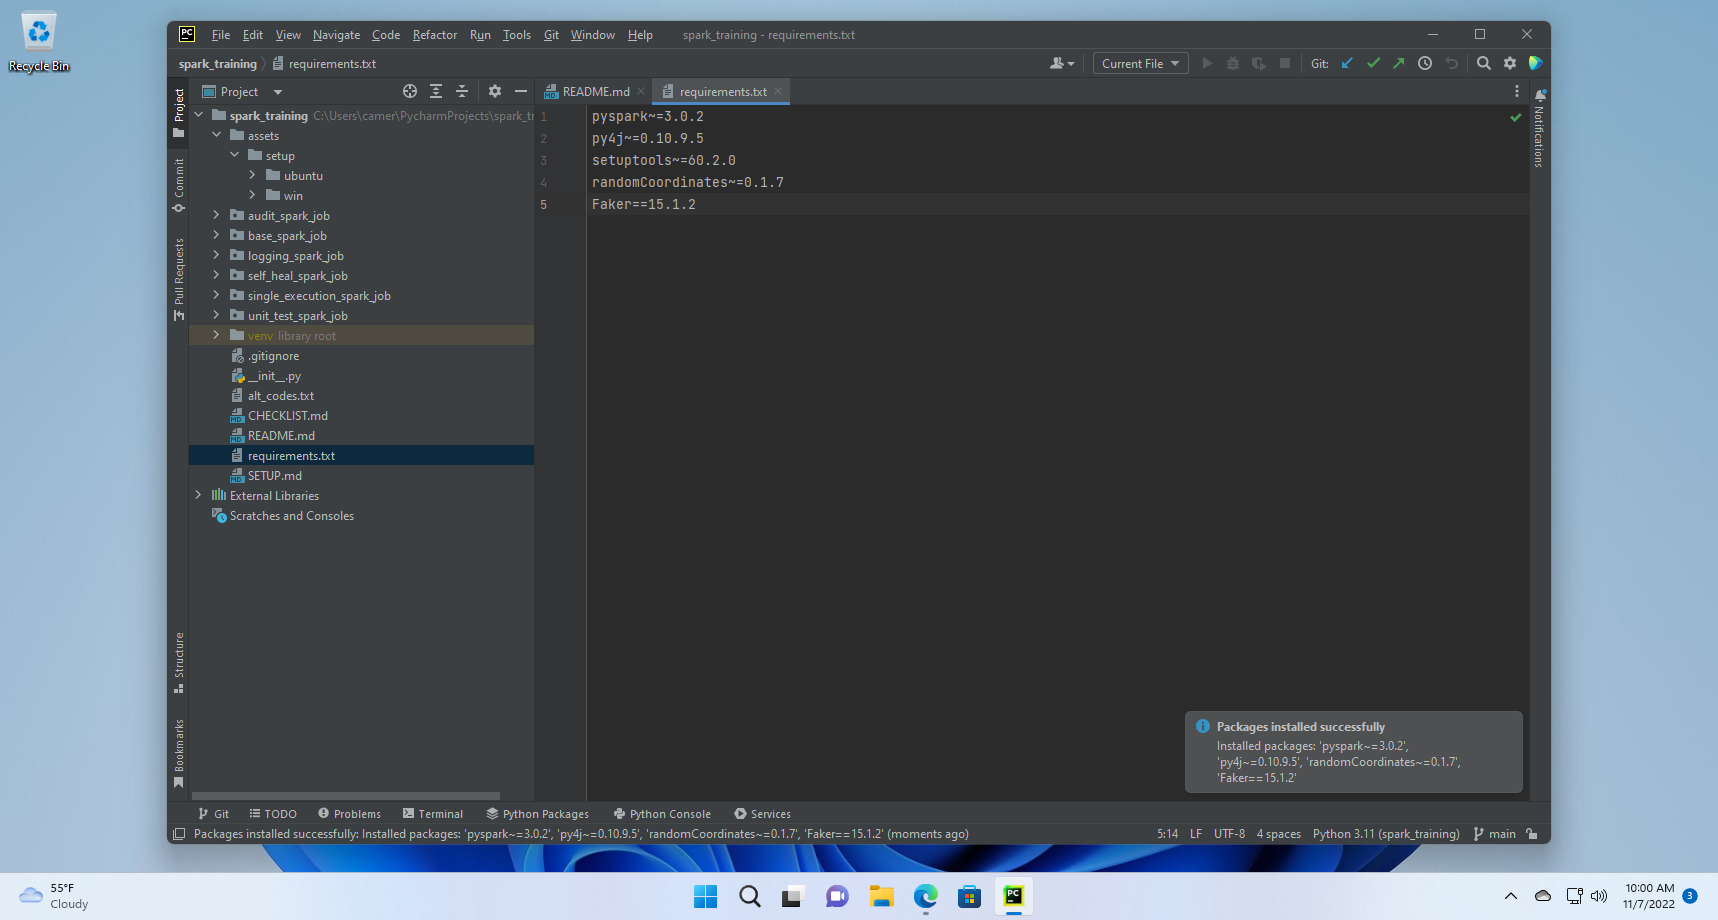 Recycle Bin
PC
File Edit View Navigate Code Refactor Run Tools Git Window Help spark_training - requirements.txt
spark_training requirements.txt Current File Git:
Project
README.md requirements.txt
Project
Commit
Pull Requests
Structure
Bookmarks
Notifications
spark_training C:\Users\camer\PycharmProjects\spark_tr
assets
setup
ubuntu
win
audit_spark_job
base_spark_job
logging_spark_job
self_heal_spark_job
single_execution_spark_job
unit_test_spark_job
venv library root
.gitignore
__init__.py
alt_codes.txt
CHECKLIST.md
README.md
requirements.txt
SETUP.md
External Libraries
Scratches and Consoles
1 pyspark~=3.0.2
2 py4j~=0.10.9.5
3 setuptools~=60.2.0
4 randomCoordinates~=0.1.7
5 Faker==15.1.2
Packages installed successfully
Installed packages: 'pyspark~=3.0.2',
'py4j~=0.10.9.5', 'randomCoordinates~=0.1.7',
'Faker==15.1.2'
Git TODO Problems Terminal Python Packages Python Console Services
Packages installed successfully: Installed packages: 'pyspark~=3.0.2', 'py4j~=0.10.9.5', 'randomCoordinates~=0.1.7', 'Faker==15.1.2' (moments ago) 5:14 LF UTF-8 4 spaces Python 3.11 (spark_training) main
55°F
Cloudy
PC
10:00 AM
11/7/2022
3